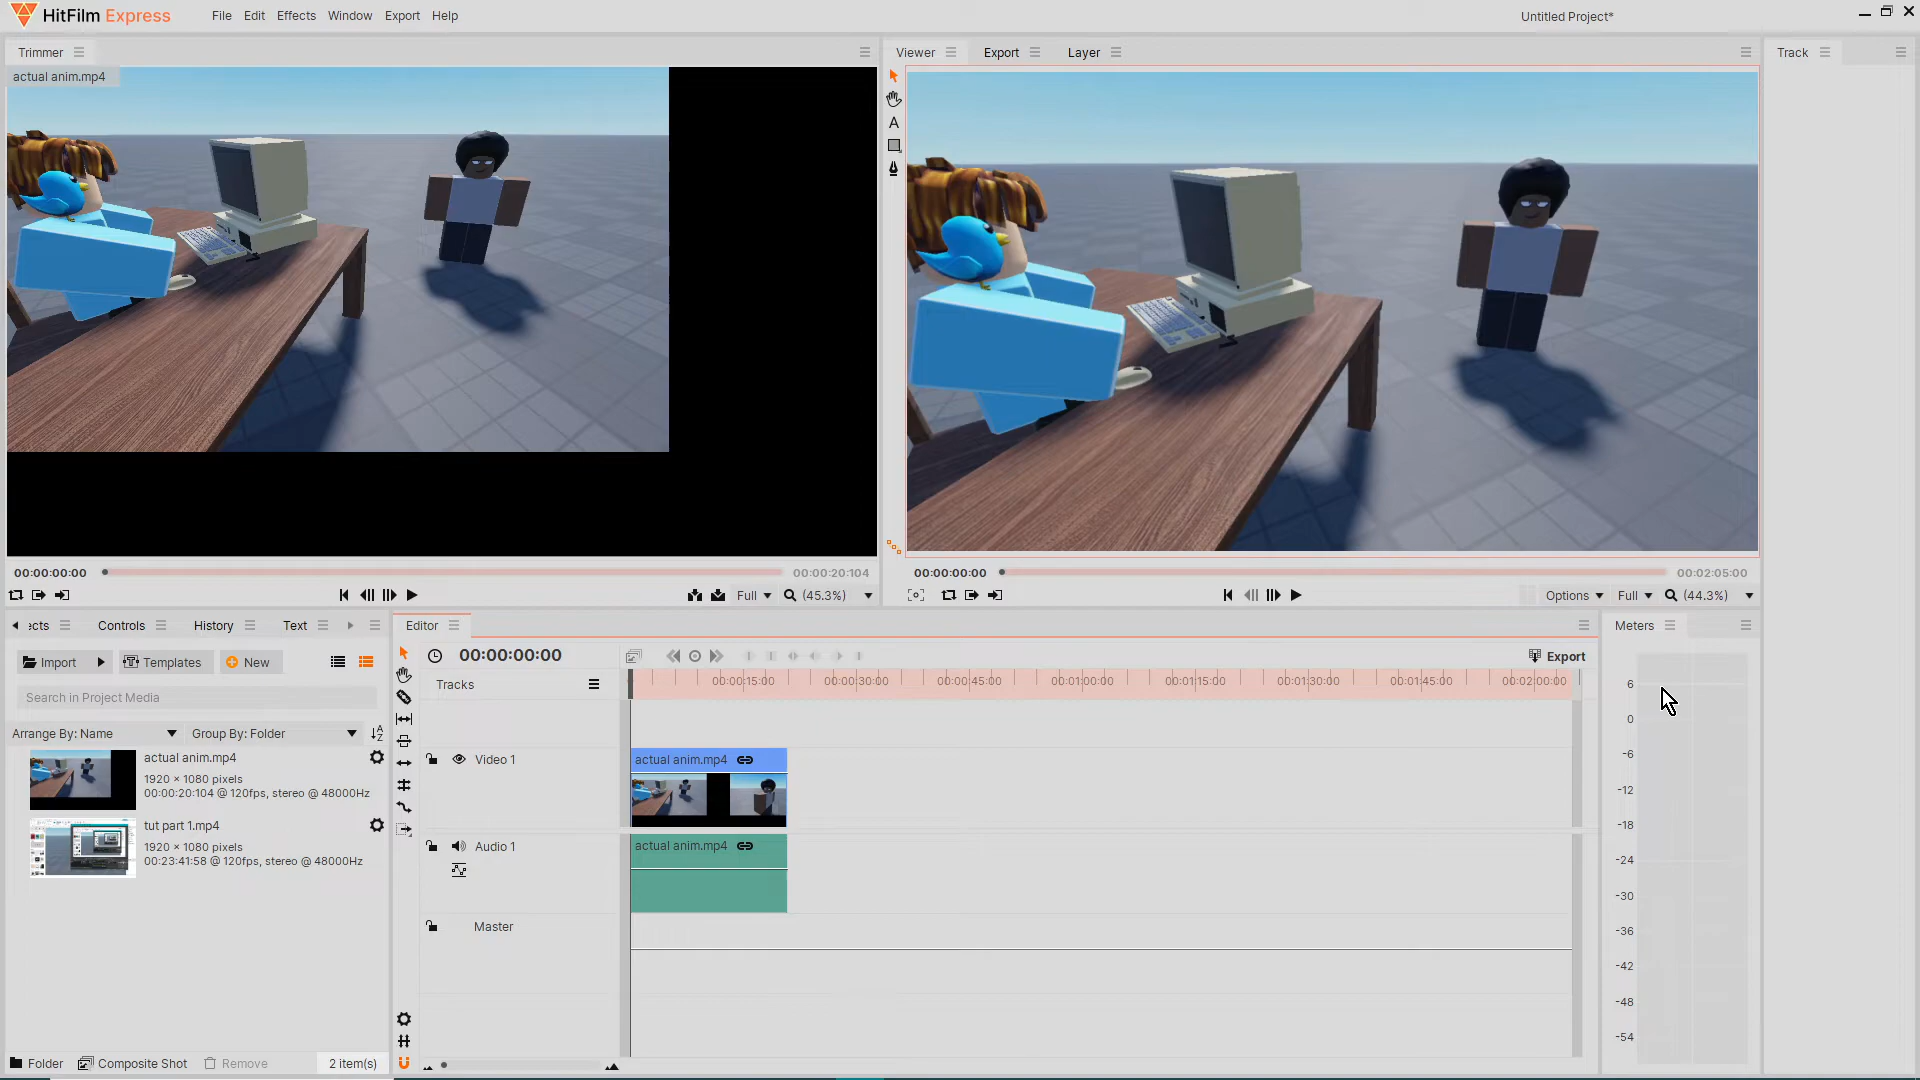 HitFilm Express
File Edit Effects Window Export Help
Untitled Project*
Trimmer
actual anim.mp4
Viewer Export Layer
Track
A
00:00:00:00
00:00:20:104
Full (45.3%)
00:00:00:00
00:02:05:00
Options Full (44.3%)
ects Controls History Text
Import Templates New
Search in Project Media
Arrange By: Name Group By: Folder
actual anim.mp4
1920 × 1080 pixels
00:00:20:104 @ 120fps, stereo @ 48000Hz
tut part 1.mp4
1920 × 1080 pixels
00:23:41:58 @ 120fps, stereo @ 48000Hz
Folder Composite Shot Remove 2 item(s)
Editor
00:00:00:00
Export
Tracks
00:00:15:00 00:00:30:00 00:00:45:00 00:01:00:00 00:01:15:00 00:01:30:00 00:01:45:00 00:02:00:00
Video 1
actual anim.mp4
Audio 1
actual anim.mp4
Master
Meters
6
0
-6
-12
-18
-24
-30
-36
-42
-48
-54